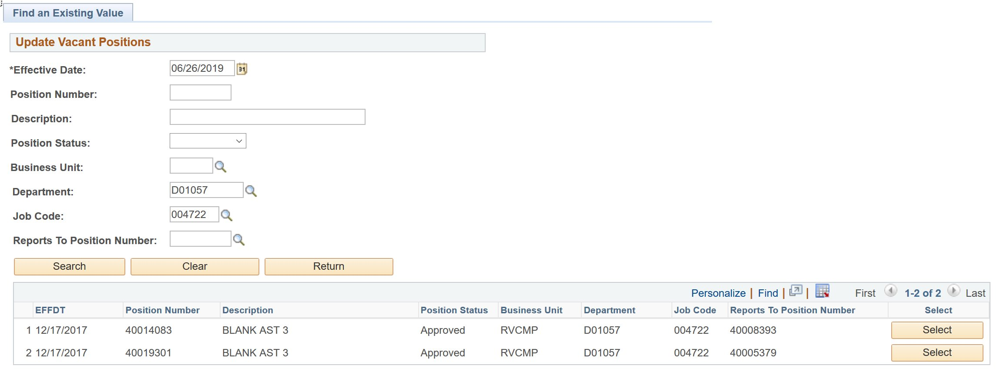 Find an Existing Value
Update Vacant Positions
*Effective Date: 06/26/2019 31
Position Number:
Description:
Position Status:
Business Unit:
Department: D01057
Job Code: 004722
Reports To Position Number:
Search Clear Return
Personalize | Find | | First 1-2 of 2 Last
EFFDT Position Number Description Position Status Business Unit Department Job Code Reports To Position Number Select
1 12/17/2017 40014083 BLANK AST 3 Approved RVCMP D01057 004722 40008393 Select
2 12/17/2017 40019301 BLANK AST 3 Approved RVCMP D01057 004722 40005379 Select